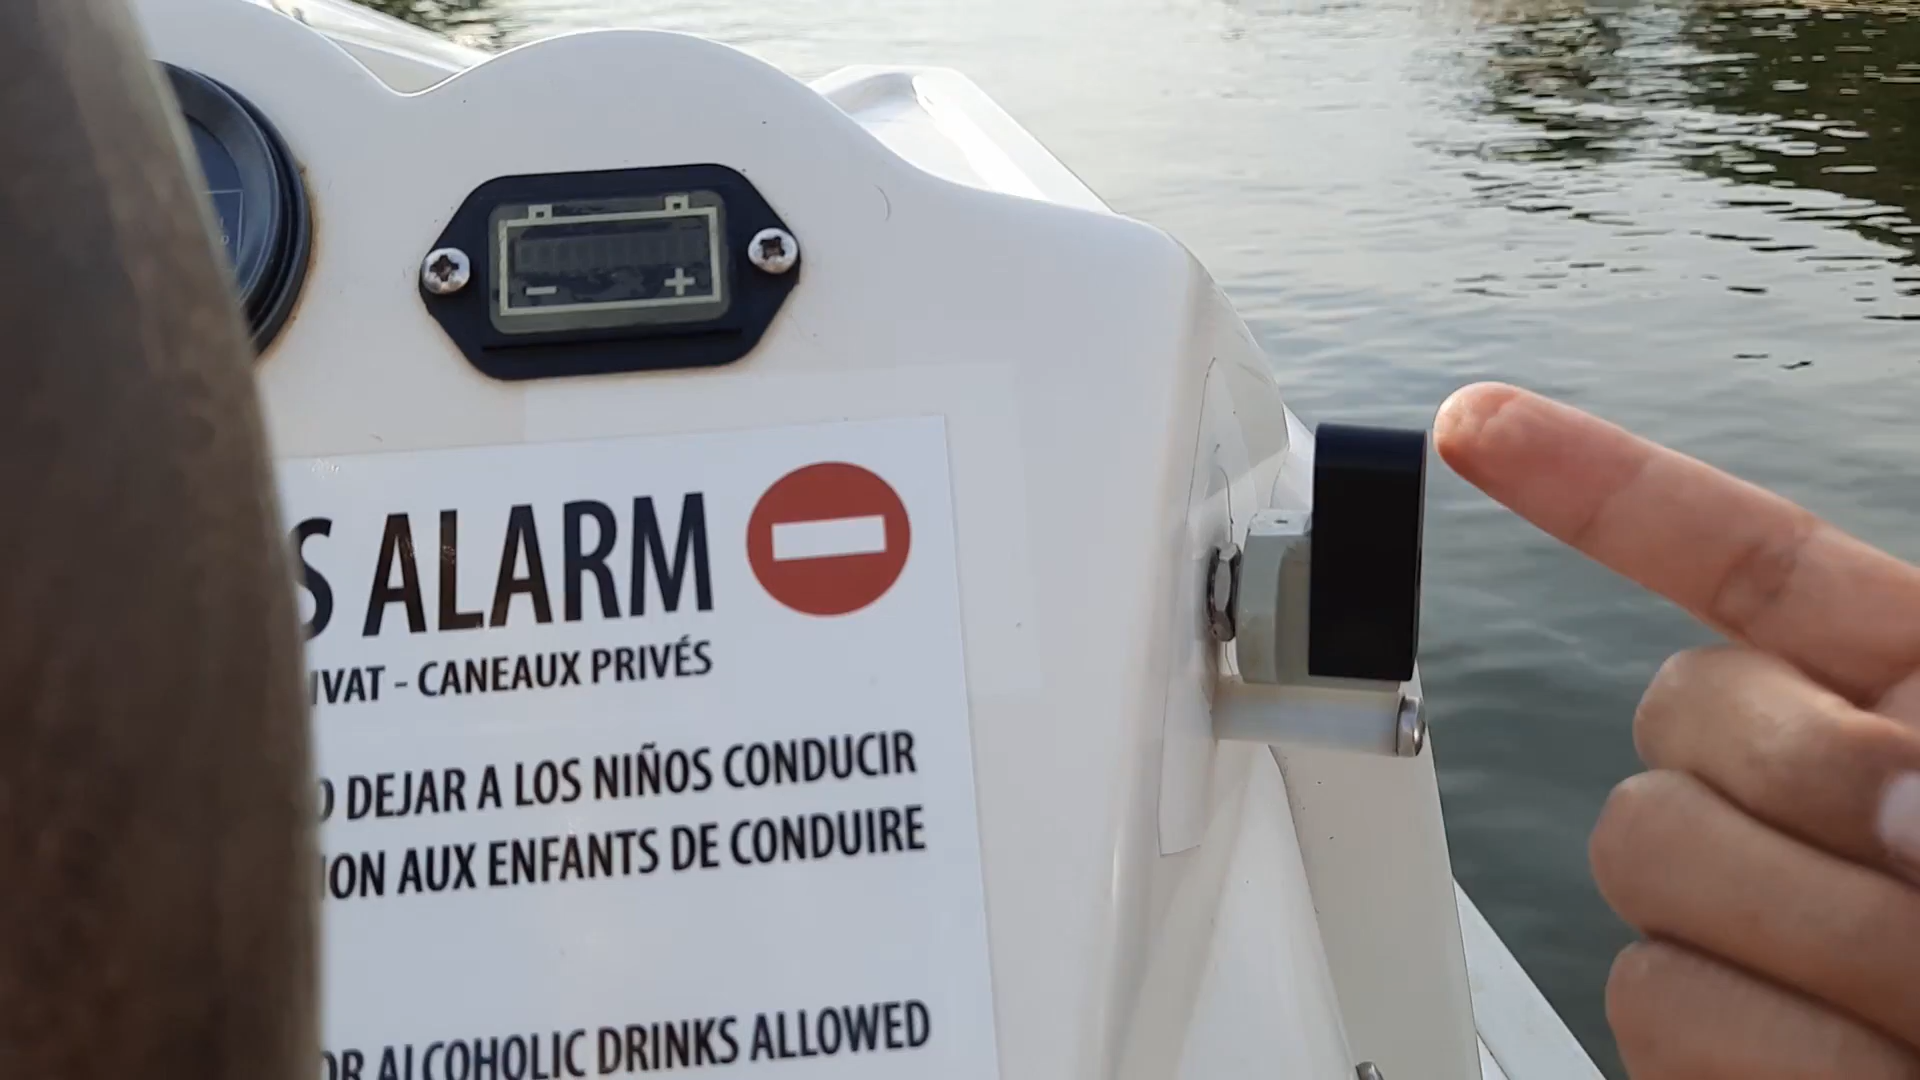 S ALARM
IVAT - CANEAUX PRIVÉS
O DEJAR A LOS NIÑOS CONDUCIR
ION AUX ENFANTS DE CONDUIRE
OR ALCOHOLIC DRINKS ALLOWED
- +